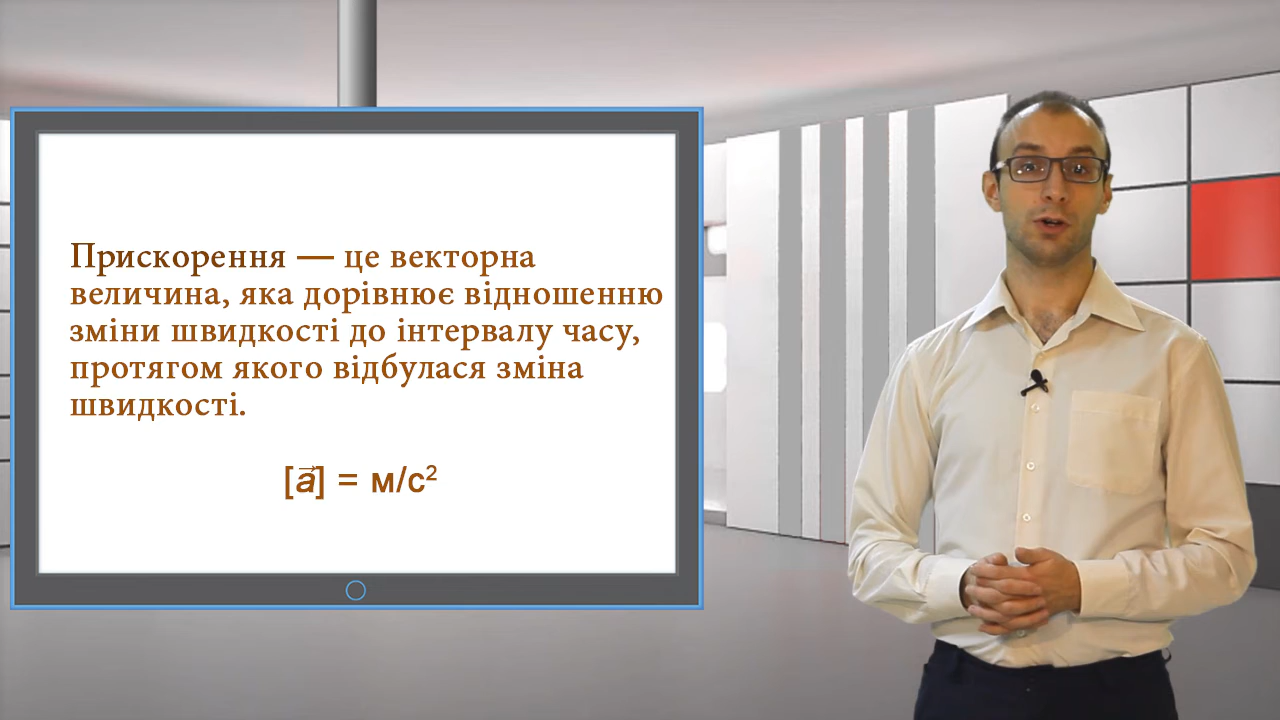 Прискорення — це векторна
величина, яка дорівнює відношенню
зміни швидкості до інтервалу часу,
протягом якого відбулася зміна
швидкості.
[a⃗] = м/с²